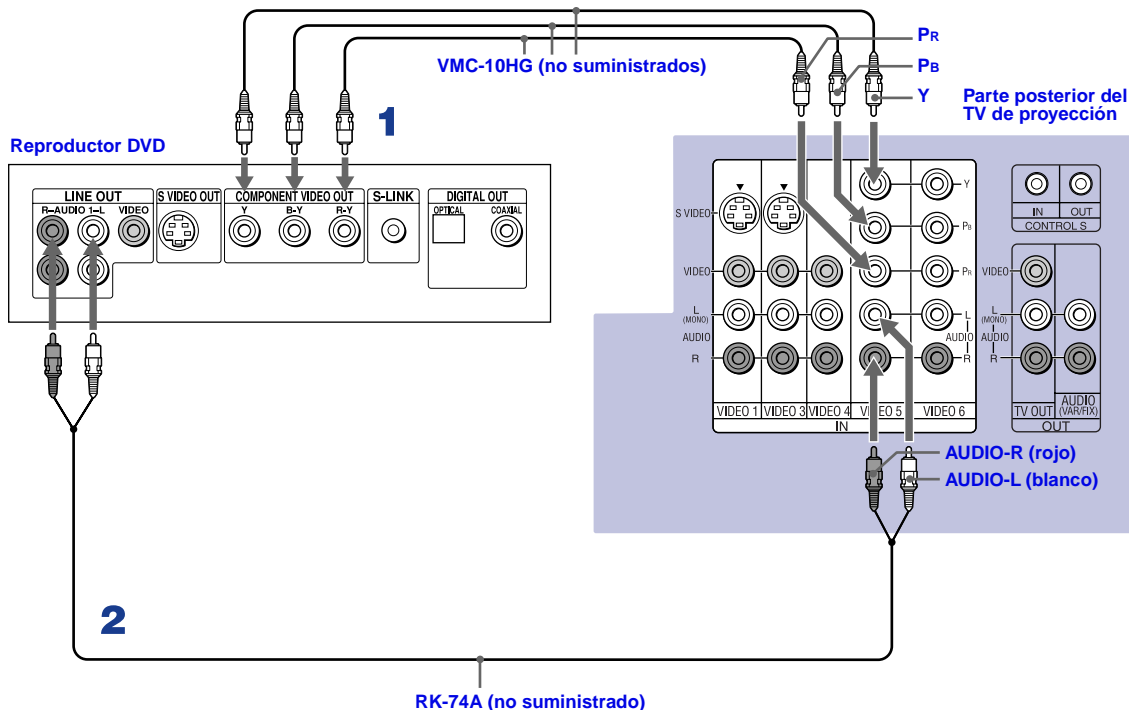 PR
PB
Y
VMC-10HG (no suministrados)
Parte posterior del
TV de proyección
1
Reproductor DVD
LINE OUT
R–AUDIO 1–L VIDEO
S VIDEO OUT
COMPONENT VIDEO OUT
Y B-Y R-Y
S-LINK
DIGITAL OUT
OPTICAL COAXIAL
S VIDEO
VIDEO
L
(MONO)
AUDIO
R
Y
PB
PR
L
AUDIO
R
VIDEO 1 VIDEO 3 VIDEO 4 VIDEO 5 VIDEO 6
IN
IN OUT
CONTROL S
VIDEO
L
(MONO)
AUDIO
R
TV OUT
AUDIO
(VAR/FIX)
OUT
AUDIO-R (rojo)
AUDIO-L (blanco)
2
RK-74A (no suministrado)